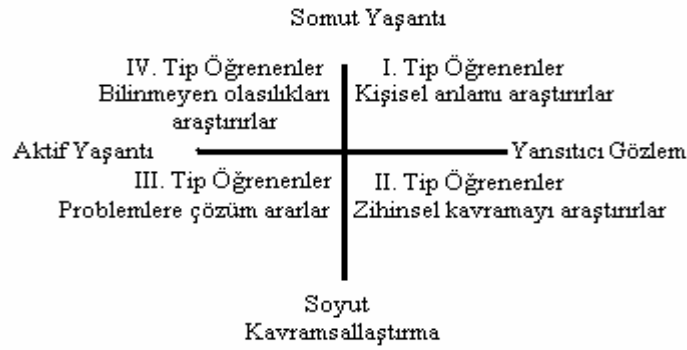 Somut Yaşantı
IV. Tip Öğrenenler
Bilinmeyen olasılıkları
araştırırlar
I. Tip Öğrenenler
Kişisel anlamı araştırırlar
Aktif Yaşantı
Yansıtıcı Gözlem
III. Tip Öğrenenler
Problemlere çözüm ararlar
II. Tip Öğrenenler
Zihinsel kavramayı araştırırlar
Soyut
Kavramsallaştırma